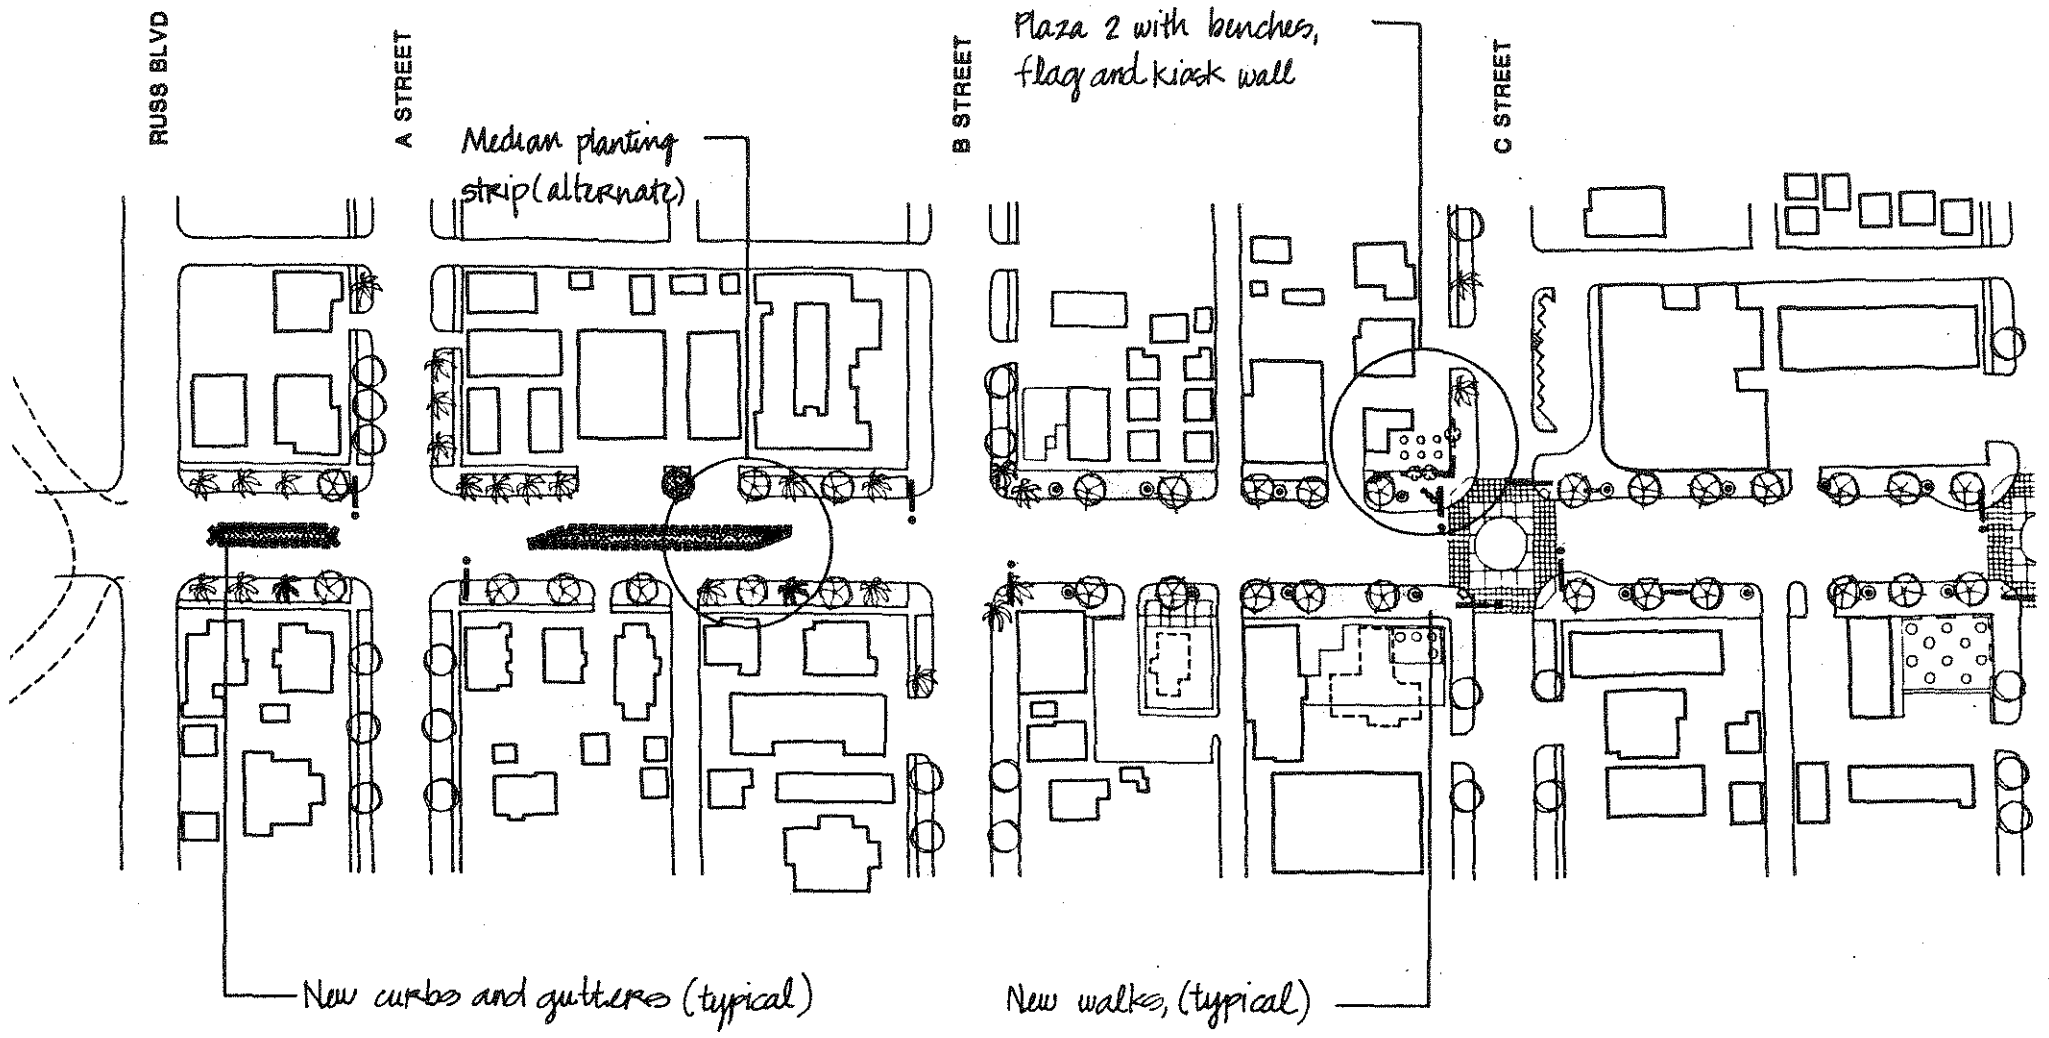 RUSS BLVD
A STREET
B STREET
Plaza 2 with benches,
flag and kiosk wall
C STREET
Median planting
strip (alternate)
New curbs and gutters (typical)
New walks, (typical)